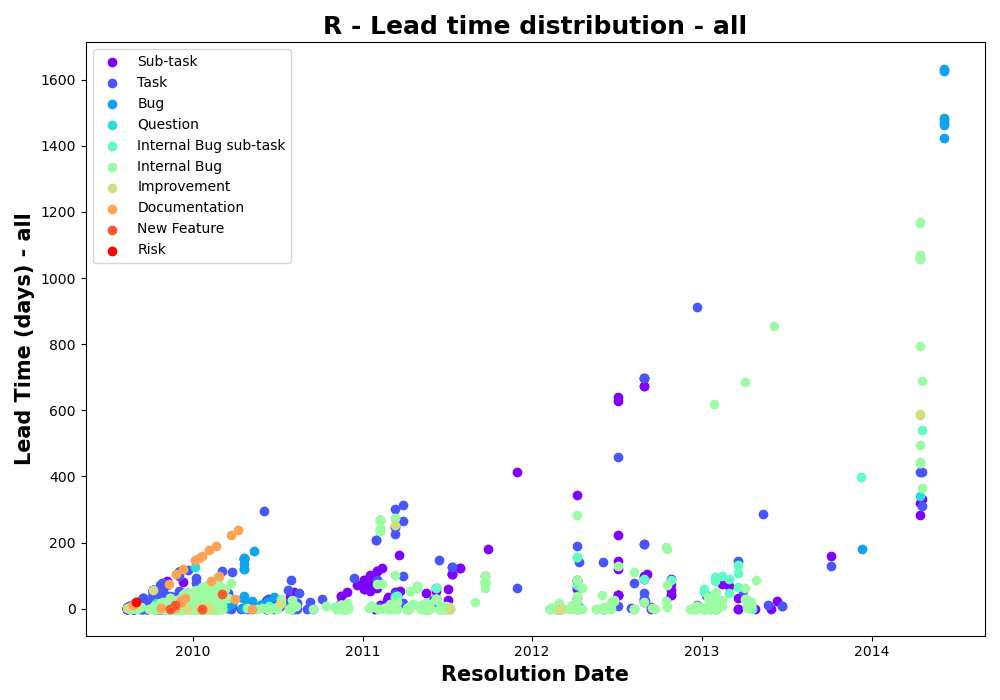 R - Lead time distribution - all
Sub-task
Task
Bug
Question
Internal Bug sub-task
Internal Bug
Improvement
Documentation
New Feature
Risk
Lead Time (days) - all
1600
1400
1200
1000
800
600
400
200
0
2010 2011 2012 2013 2014
Resolution Date